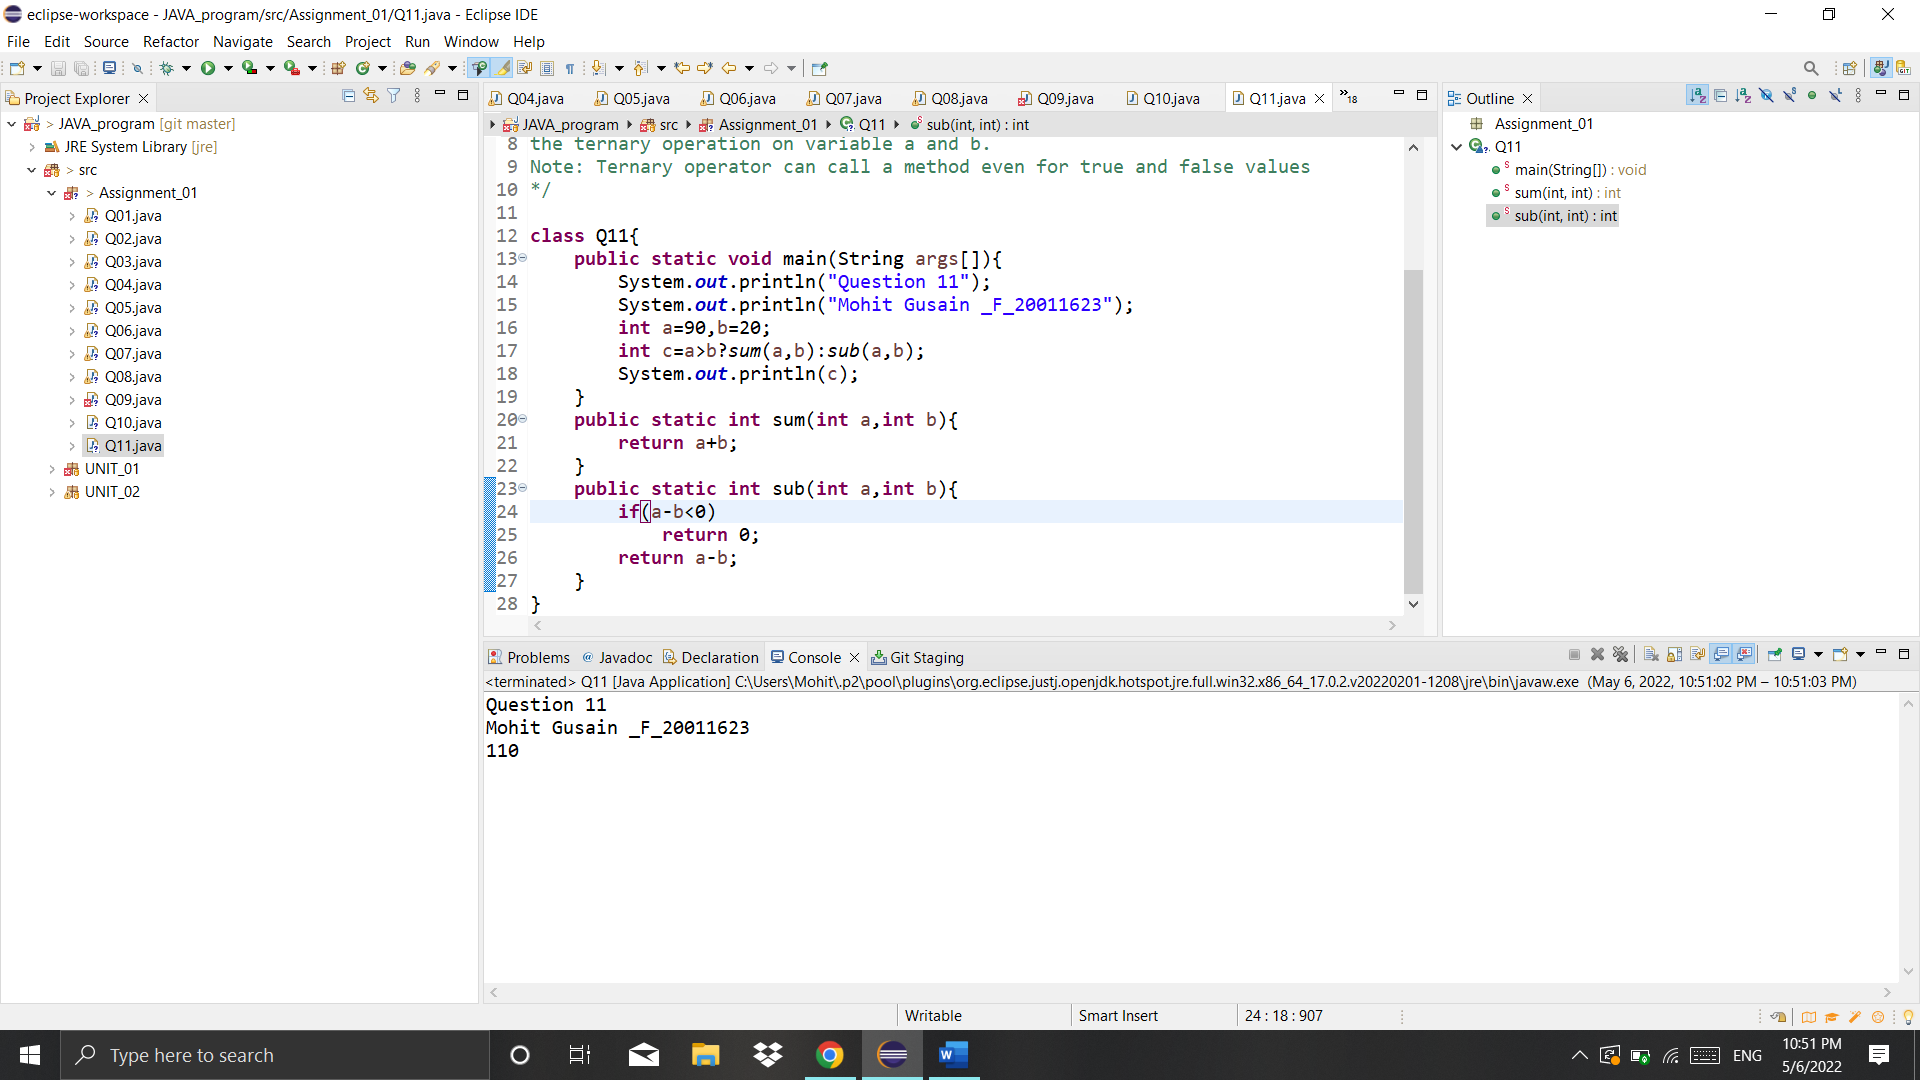 eclipse-workspace - JAVA_program/src/Assignment_01/Q11.java - Eclipse IDE
File Edit Source Refactor Navigate Search Project Run Window Help
Project Explorer
JAVA_program [git master]
JRE System Library [jre]
src
Assignment_01
Q01.java
Q02.java
Q03.java
Q04.java
Q05.java
Q06.java
Q07.java
Q08.java
Q09.java
Q10.java
Q11.java
UNIT_01
UNIT_02
Q04.java Q05.java Q06.java Q07.java Q08.java Q09.java Q10.java Q11.java »18
JAVA_program src Assignment_01 Q11 sub(int, int) : int
8 the ternary operation on variable a and b.
9 Note: Ternary operator can call a method even for true and false values
10 */
11
12 class Q11{
13 public static void main(String args[]){
14 System.out.println("Question 11");
15 System.out.println("Mohit Gusain _F_20011623");
16 int a=90,b=20;
17 int c=a>b?sum(a,b):sub(a,b);
18 System.out.println(c);
19 }
20 public static int sum(int a,int b){
21 return a+b;
22 }
23 public static int sub(int a,int b){
24 if(a-b<0)
25 return 0;
26 return a-b;
27 }
28 }
Outline
Assignment_01
Q11
main(String[]) : void
sum(int, int) : int
sub(int, int) : int
Problems Javadoc Declaration Console Git Staging
<terminated> Q11 [Java Application] C:\Users\Mohit\.p2\pool\plugins\org.eclipse.justj.openjdk.hotspot.jre.full.win32.x86_64_17.0.2.v20220201-1208\jre\bin\javaw.exe (May 6, 2022, 10:51:02 PM – 10:51:03 PM)
Question 11
Mohit Gusain _F_20011623
110
Writable Smart Insert 24 : 18 : 907
Type here to search
ENG
10:51 PM
5/6/2022